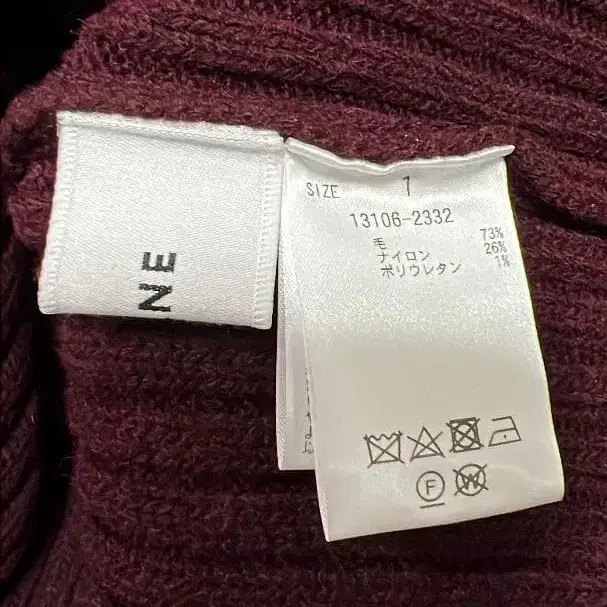 NE
SIZE 1
13106-2332
毛 73%
ナイロン 26%
ポリウレタン 1%
F W